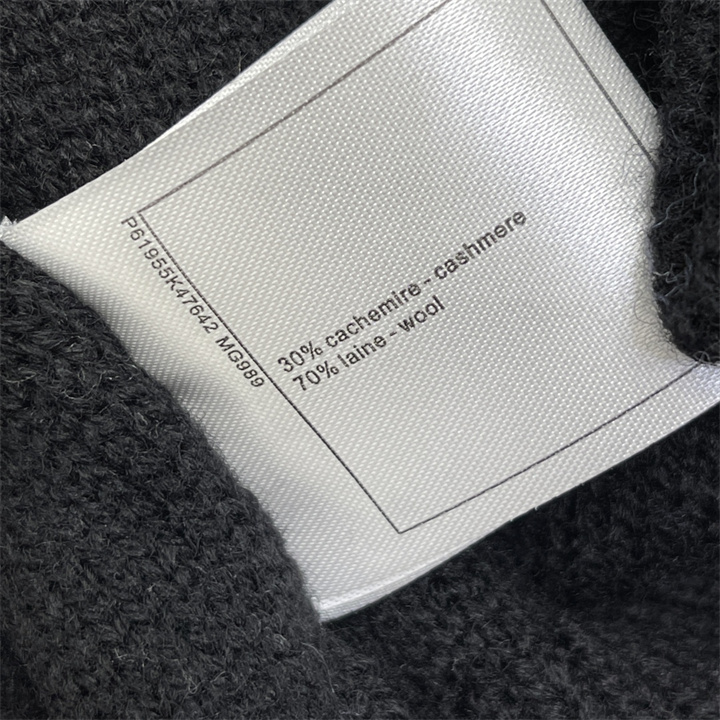 P61955K47642 MG989
30% cachemire - cashmere
70% laine - wool